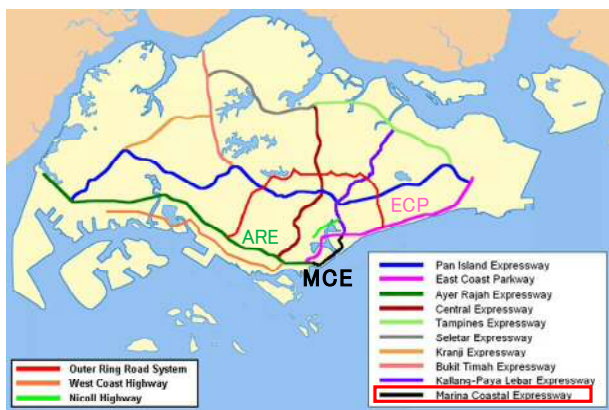 ARE
ECP
MCE
Pan Island Expressway
East Coast Parkway
Ayer Rajah Expressway
Central Expressway
Tampines Expressway
Seletar Expressway
Kranji Expressway
Bukit Timah Expressway
Kallang-Paya Lebar Expressway
Marina Coastal Expressway
Outer Ring Road System
West Coast Highway
Nicoll Highway